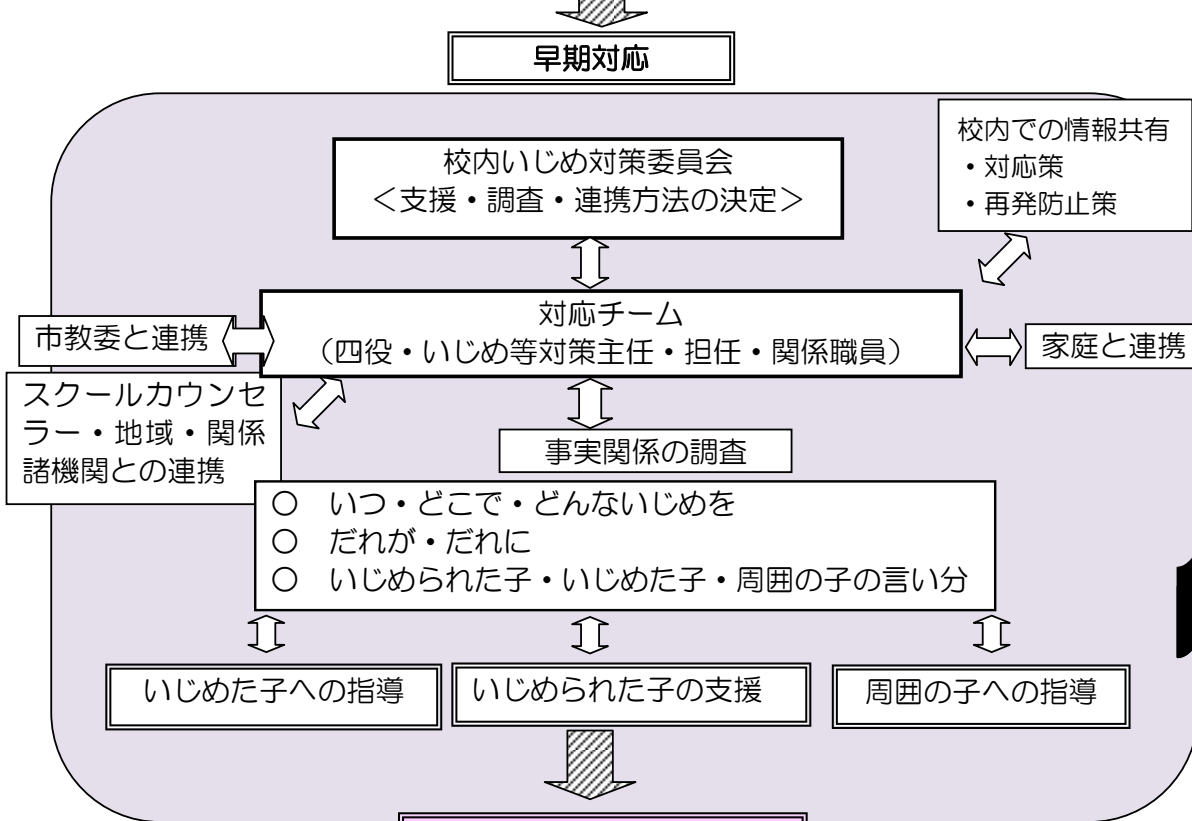 早期対応
校内いじめ対策委員会
＜支援・調査・連携方法の決定＞
校内での情報共有
・対応策
・再発防止策
対応チーム
（四役・いじめ等対策主任・担任・関係職員）
市教委と連携
家庭と連携
スクールカウンセ
ラー・地域・関係
諸機関との連携
事実関係の調査
○　いつ・どこで・どんないじめを
○　だれが・だれに
○　いじめられた子・いじめた子・周囲の子の言い分
いじめた子への指導
いじめられた子の支援
周囲の子への指導